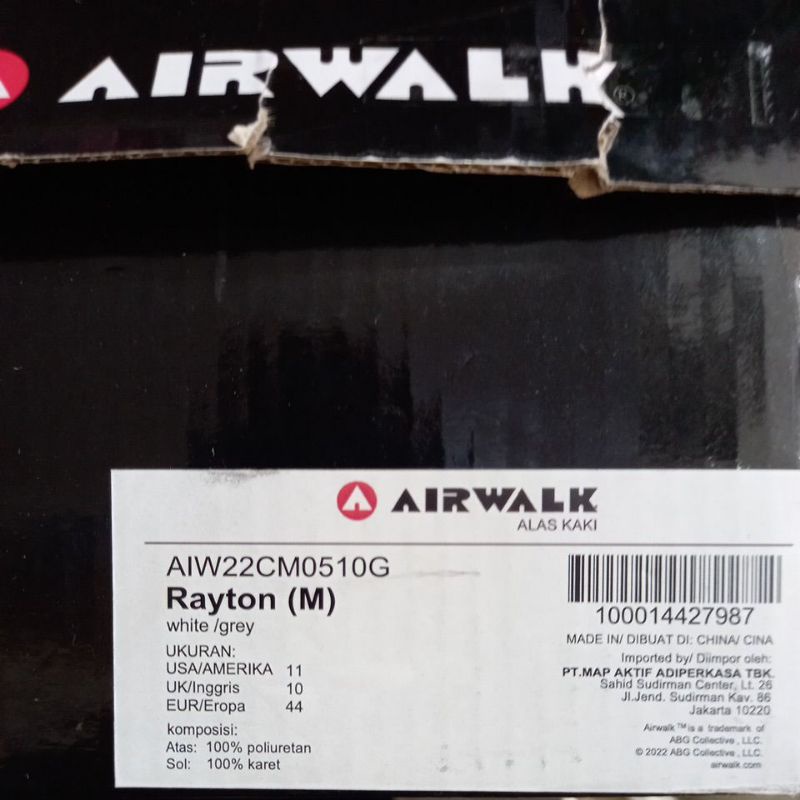 AIRWALK®
AIRWALK
ALAS KAKI
AIW22CM0510G
Rayton (M)
white /grey
UKURAN:
USA/AMERIKA 11
UK/Inggris 10
EUR/Eropa 44
komposisi:
Atas: 100% poliuretan
Sol: 100% karet
100014427987
MADE IN/ DIBUAT DI: CHINA/ CINA
Imported by/ Diimpor oleh:
PT.MAP AKTIF ADIPERKASA TBK.
Sahid Sudirman Center, Lt. 26
Jl.Jend. Sudirman Kav. 86
Jakarta 10220
Airwalk™ is a trademark of
ABG Collective, LLC.
© 2022 ABG Collective, LLC.
airwalk.com